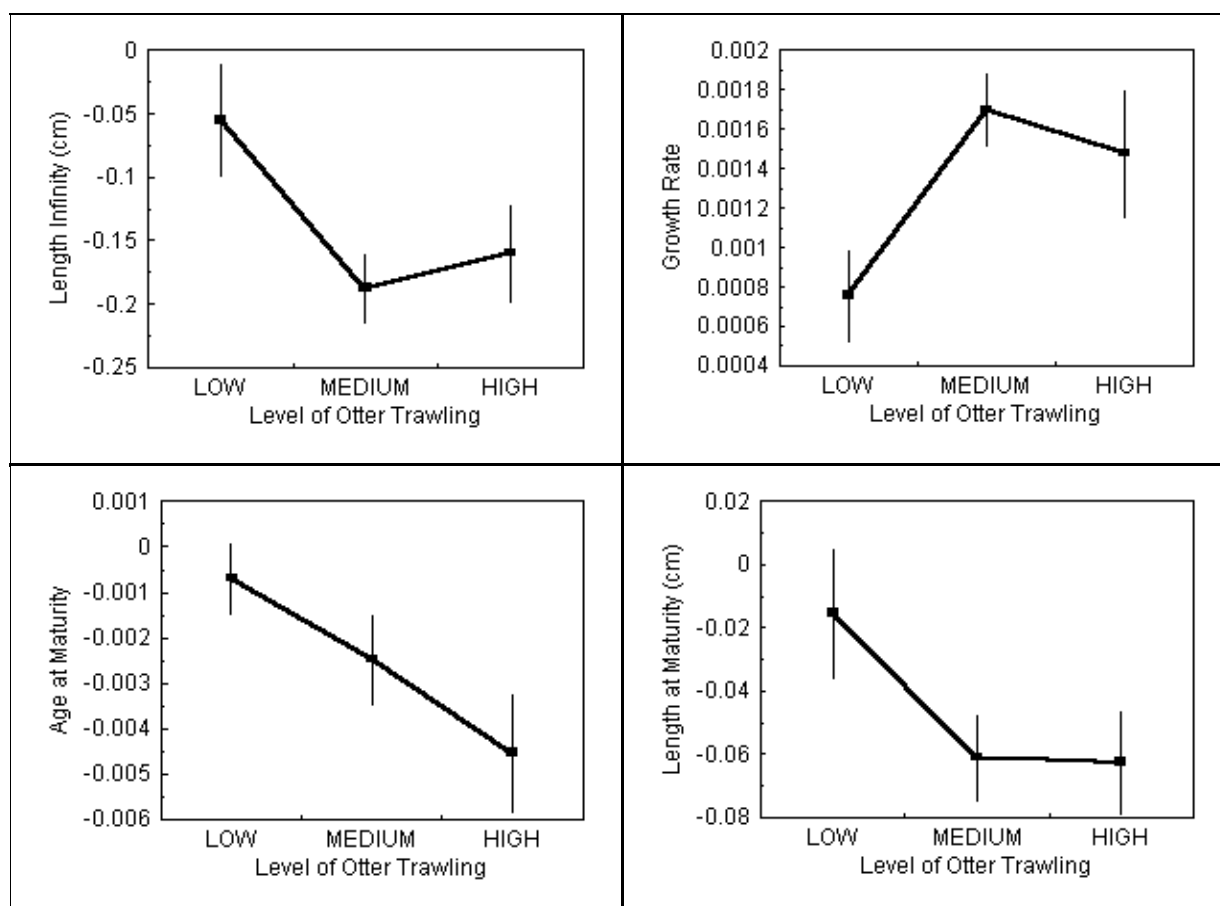 0
-0.05
-0.1
-0.15
-0.2
-0.25
Length Infinity (cm)
LOW MEDIUM HIGH
Level of Otter Trawling
0.002
0.0018
0.0016
0.0014
0.0012
0.001
0.0008
0.0006
0.0004
Growth Rate
LOW MEDIUM HIGH
Level of Otter Trawling
0.001
0
-0.001
-0.002
-0.003
-0.004
-0.005
-0.006
Age at Maturity
LOW MEDIUM HIGH
Level of Otter Trawling
0.02
0
-0.02
-0.04
-0.06
-0.08
Length at Maturity (cm)
LOW MEDIUM HIGH
Level of Otter Trawling